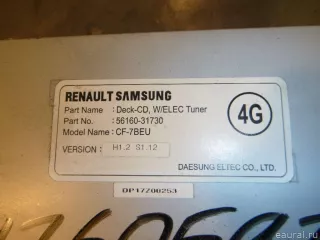 RENAULT SAMSUNG
Part Name : Deck-CD, W/ELEC Tuner
Part No. : 56160-31730
Model Name : CF-7BEU
4G
VERSION : H1.2 S1.12
DAESUNG ELTEC CO., LTD.
DP17Z00253
© eaural.ru